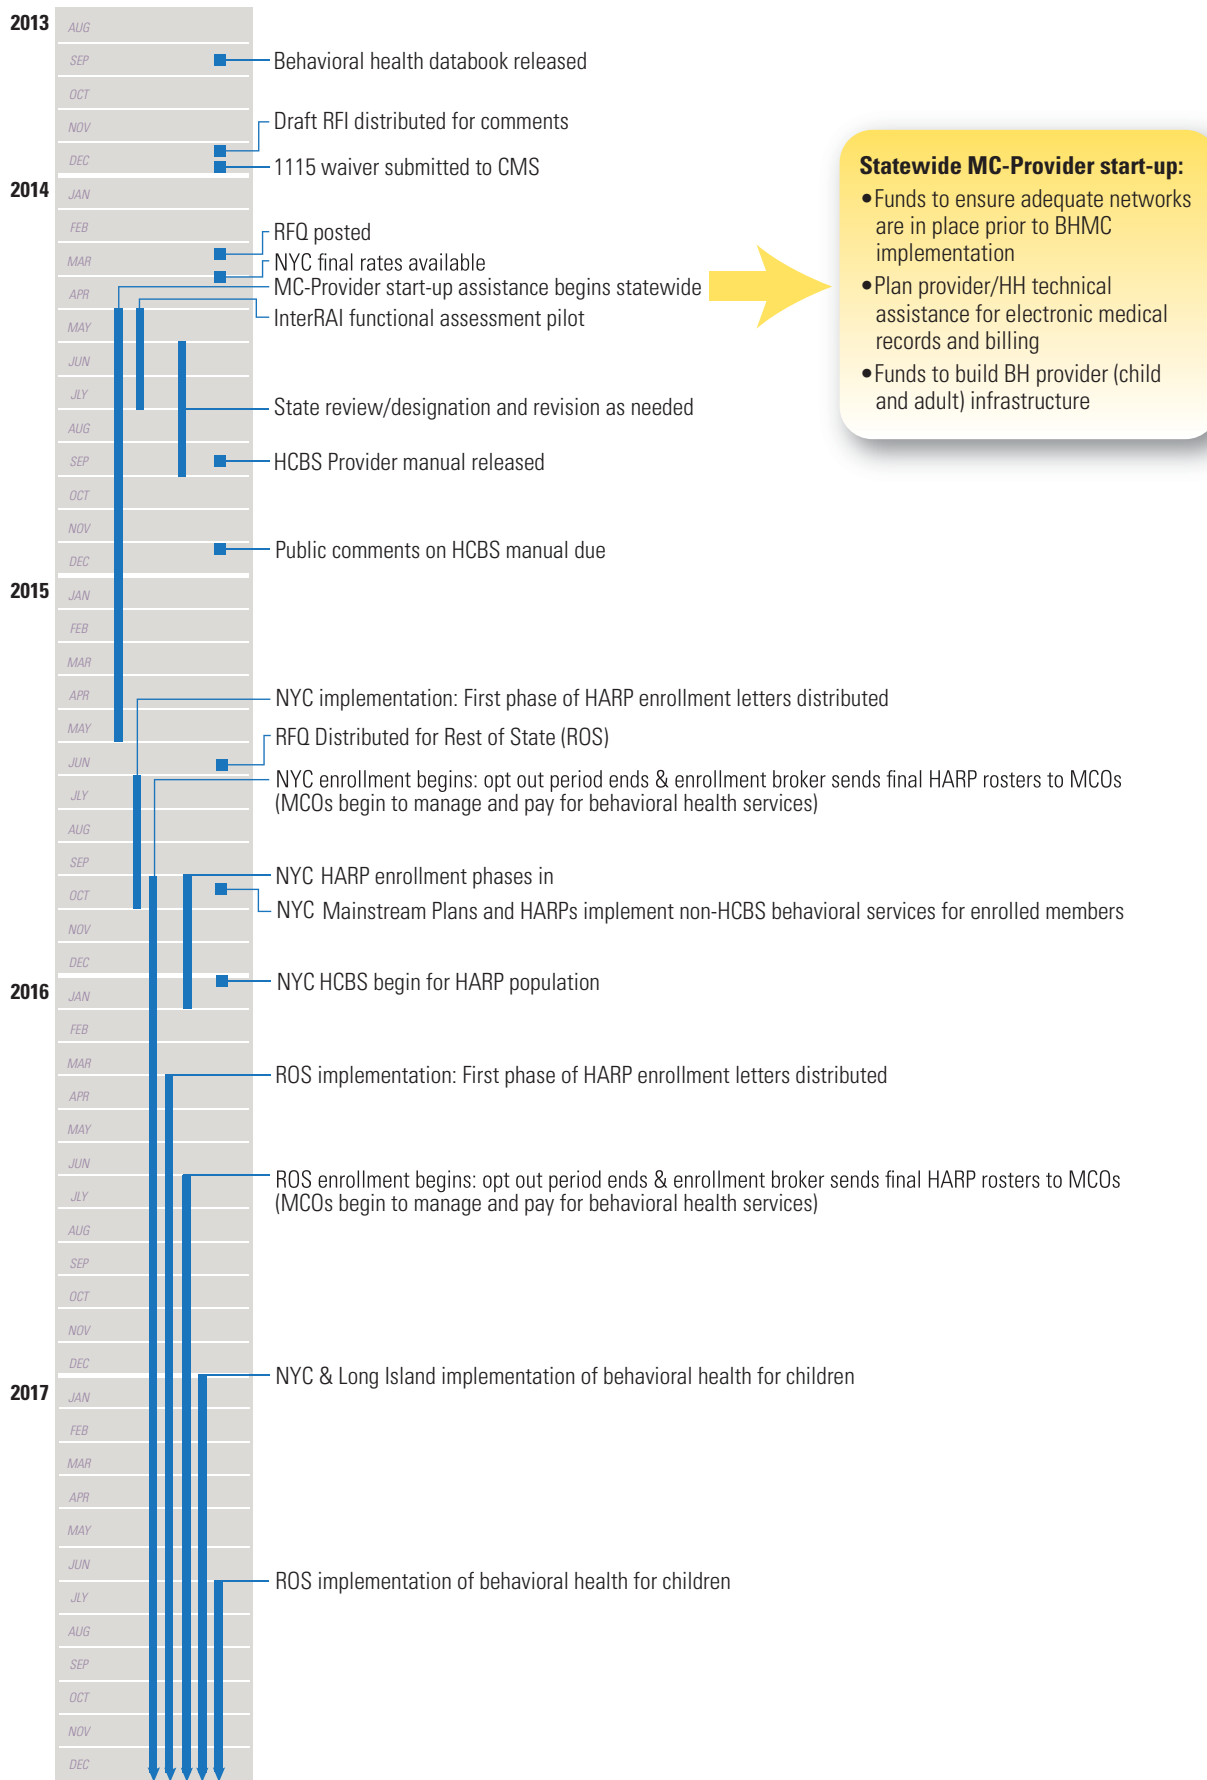 2013
AUG
SEP
Behavioral health databook released
OCT
NOV
Draft RFI distributed for comments
DEC
1115 waiver submitted to CMS
2014
JAN
FEB
RFQ posted
MAR
NYC final rates available
APR
MC-Provider start-up assistance begins statewide
MAY
InterRAI functional assessment pilot
JUN
JLY
State review/designation and revision as needed
AUG
SEP
HCBS Provider manual released
OCT
NOV
Public comments on HCBS manual due
DEC
2015
JAN
FEB
MAR
APR
NYC implementation: First phase of HARP enrollment letters distributed
MAY
RFQ Distributed for Rest of State (ROS)
JUN
NYC enrollment begins: opt out period ends & enrollment broker sends final HARP rosters to MCOs
(MCOs begin to manage and pay for behavioral health services)
JLY
AUG
SEP
NYC HARP enrollment phases in
OCT
NYC Mainstream Plans and HARPs implement non-HCBS behavioral services for enrolled members
NOV
DEC
NYC HCBS begin for HARP population
2016
JAN
FEB
MAR
ROS implementation: First phase of HARP enrollment letters distributed
APR
MAY
JUN
ROS enrollment begins: opt out period ends & enrollment broker sends final HARP rosters to MCOs
(MCOs begin to manage and pay for behavioral health services)
JLY
AUG
SEP
OCT
NOV
DEC
NYC & Long Island implementation of behavioral health for children
2017
JAN
FEB
MAR
APR
MAY
JUN
ROS implementation of behavioral health for children
JLY
AUG
SEP
OCT
NOV
DEC
Statewide MC-Provider start-up:
•Funds to ensure adequate networks
are in place prior to BHMC
implementation
•Plan provider/HH technical
assistance for electronic medical
records and billing
•Funds to build BH provider (child
and adult) infrastructure